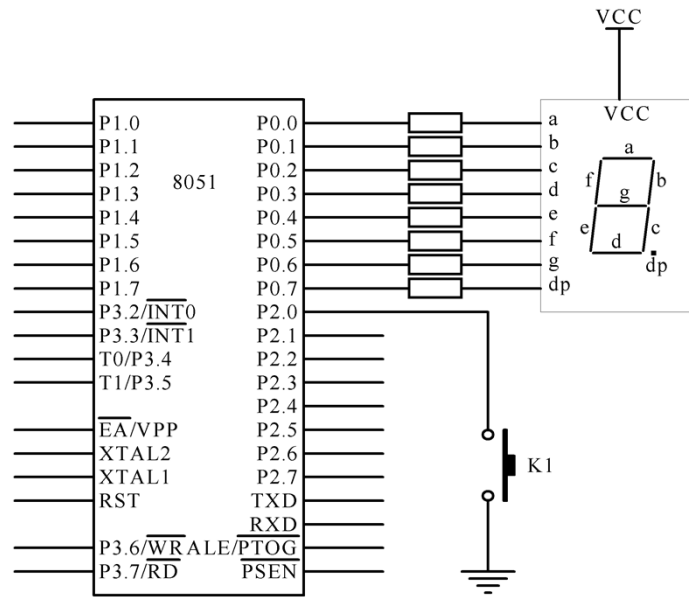 VCC
VCC
P1.0 P0.0 a
P1.1 P0.1 b
P1.2 P0.2 c
8051
P1.3 P0.3 d
P1.4 P0.4 e
P1.5 P0.5 f
P1.6 P0.6 g
P1.7 P0.7 dp
a
f b
g
e c
d
dp
P3.2/INT0 P2.0
P3.3/INT1 P2.1
T0/P3.4 P2.2
T1/P3.5 P2.3
P2.4
EA/VPP P2.5
XTAL2 P2.6
XTAL1 P2.7
K1
RST TXD
RXD
P3.6/WR ALE/PTOG
P3.7/RD PSEN